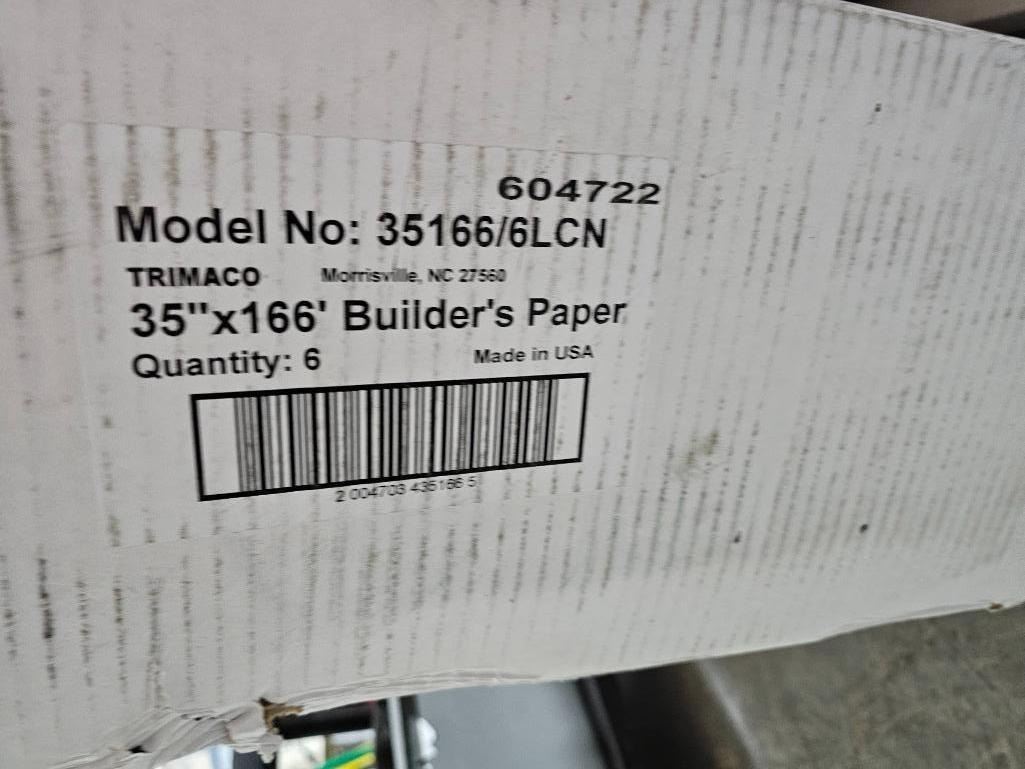 604722
Model No: 35166/6LCN
TRIMACO Morrisville, NC 27560
35"x166' Builder's Paper
Quantity: 6 Made in USA
2 004703 435166 5